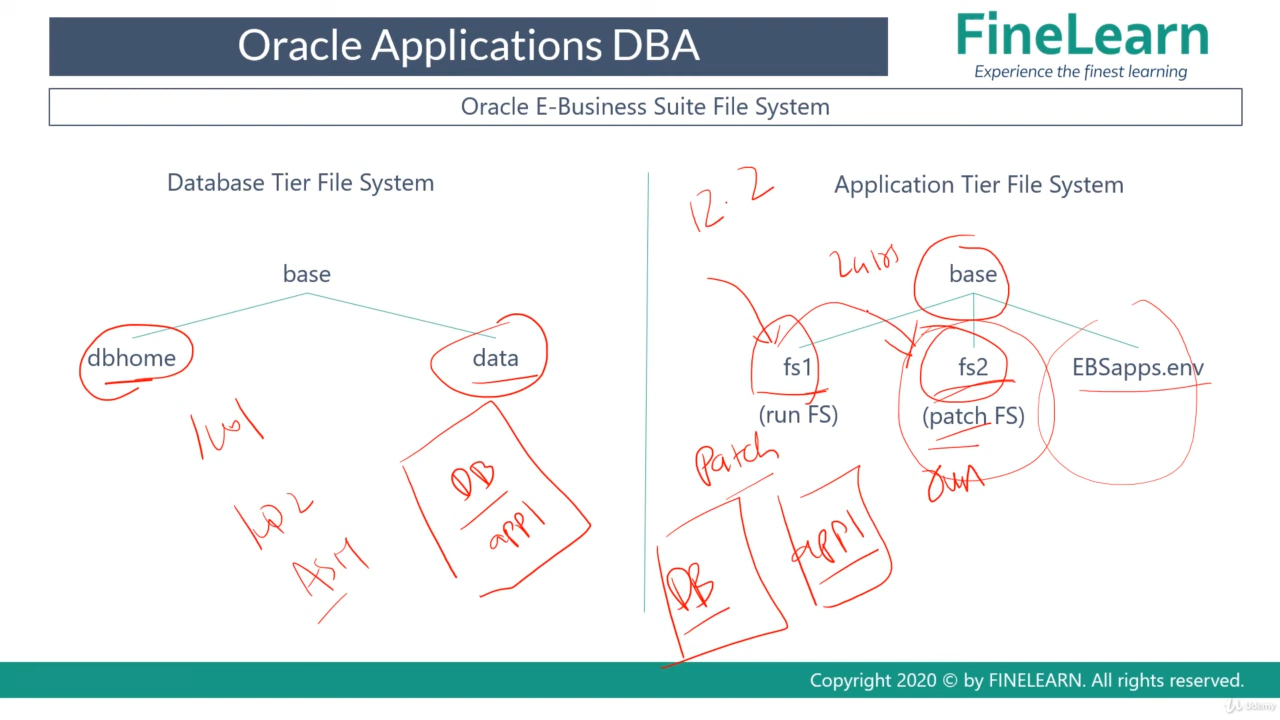 Oracle Applications DBA
FineLearn
Experience the finest learning
Oracle E-Business Suite File System
Database Tier File System
base
dbhome
data
DB
appl
ASM
12.2
Application Tier File System
base
fs1
fs2
EBSapps.env
(run FS)
(patch FS)
Patch
run
DB
appl
Copyright 2020 © by FINELEARN. All rights reserved.
Udemy